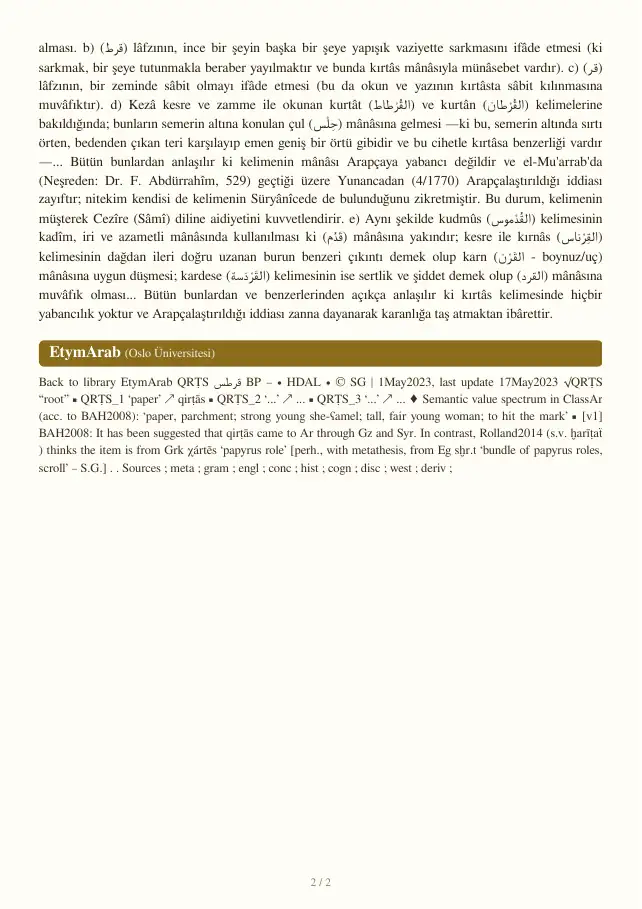 alması. b) (قرط) lâfzının, ince bir şeyin başka bir şeye yapışık vaziyette sarkmasını ifâde etmesi (ki
sarkmak, bir şeye tutunmakla beraber yayılmaktır ve bunda kırtâs mânâsıyla münâsebet vardır). c) (قر)
lâfzının, bir zeminde sâbit olmayı ifâde etmesi (bu da okun ve yazının kırtâsta sâbit kılınmasına
muvâfıktır). d) Kezâ kesre ve zamme ile okunan kurtât (القُرْطاط) ve kurtân (القُرْطان) kelimelerine
bakıldığında; bunların semerin altına konulan çul (حِلْس) mânâsına gelmesi —ki bu, semerin altında sırtı
örten, bedenden çıkan teri karşılayıp emen geniş bir örtü gibidir ve bu cihetle kırtâsa benzerliği vardır
—... Bütün bunlardan anlaşılır ki kelimenin mânâsı Arapçaya yabancı değildir ve el-Mu'arrab'da
(Neşreden: Dr. F. Abdürrahîm, 529) geçtiği üzere Yunancadan (4/1770) Arapçalaştırıldığı iddiası
zayıftır; nitekim kendisi de kelimenin Süryânîcede de bulunduğunu zikretmiştir. Bu durum, kelimenin
müşterek Cezîre (Sâmî) diline aidiyetini kuvvetlendirir. e) Aynı şekilde kudmûs (القُدْموس) kelimesinin
kadîm, iri ve azametli mânâsında kullanılması ki (قدْم) mânâsına yakındır; kesre ile kırnâs (القِرْناس)
kelimesinin dağdan ileri doğru uzanan burun benzeri çıkıntı demek olup karn (القَرْن - boynuz/uç)
mânâsına uygun düşmesi; kardese (القَرْدَسة) kelimesinin ise sertlik ve şiddet demek olup (القرد) mânâsına
muvâfık olması... Bütün bunlardan ve benzerlerinden açıkça anlaşılır ki kırtâs kelimesinde hiçbir
yabancılık yoktur ve Arapçalaştırıldığı iddiası zanna dayanarak karanlığa taş atmaktan ibârettir.
EtymArab (Oslo Üniversitesi)
Back to library EtymArab QRṬS قرطس BP – • HDAL • © SG | 1May2023, last update 17May2023 √QRṬS
“root” ▪ QRṬS_1 ‘paper’ ↗ qirṭās ▪ QRṬS_2 ‘...’ ↗ ... ▪ QRṬS_3 ‘...’ ↗ ... ♦ Semantic value spectrum in ClassAr
(acc. to BAH2008): ‘paper, parchment; strong young she-ʕamel; tall, fair young woman; to hit the mark’ ▪ [v1]
BAH2008: It has been suggested that qirṭās came to Ar through Gz and Syr. In contrast, Rolland2014 (s.v. ḫarīṭaẗ
) thinks the item is from Grk χártēs ‘papyrus role’ [perh., with metathesis, from Eg sḫr.t ‘bundle of papyrus roles,
scroll’ – S.G.] . . Sources ; meta ; gram ; engl ; conc ; hist ; cogn ; disc ; west ; deriv ;
2 / 2